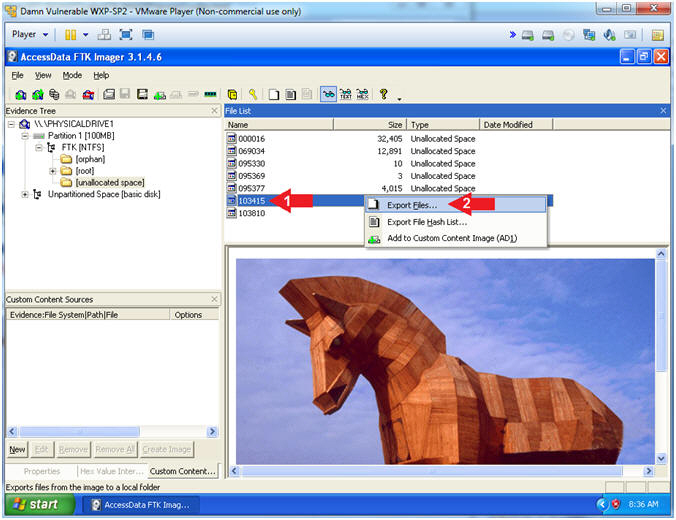 Damn Vulnerable WXP-SP2 - VMware Player (Non-commercial use only)
Player
AccessData FTK Imager 3.1.4.6
File View Mode Help
TEXT HEX
Evidence Tree
\\.\PHYSICALDRIVE1
Partition 1 [100MB]
FTK [NTFS]
[orphan]
[root]
[unallocated space]
Unpartitioned Space [basic disk]
File List
Name Size Type Date Modified
000016 32,405 Unallocated Space
069034 12,891 Unallocated Space
095330 10 Unallocated Space
095369 3 Unallocated Space
095377 4,015 Unallocated Space
103415
103810
1
2
Export Files...
Export File Hash List...
Add to Custom Content Image (AD1)
Custom Content Sources
Evidence:File System|Path|File Options
New Edit Remove Remove All Create Image
Properties Hex Value Inter... Custom Content...
Exports files from the image to a local folder
start
AccessData FTK Imag...
8:36 AM